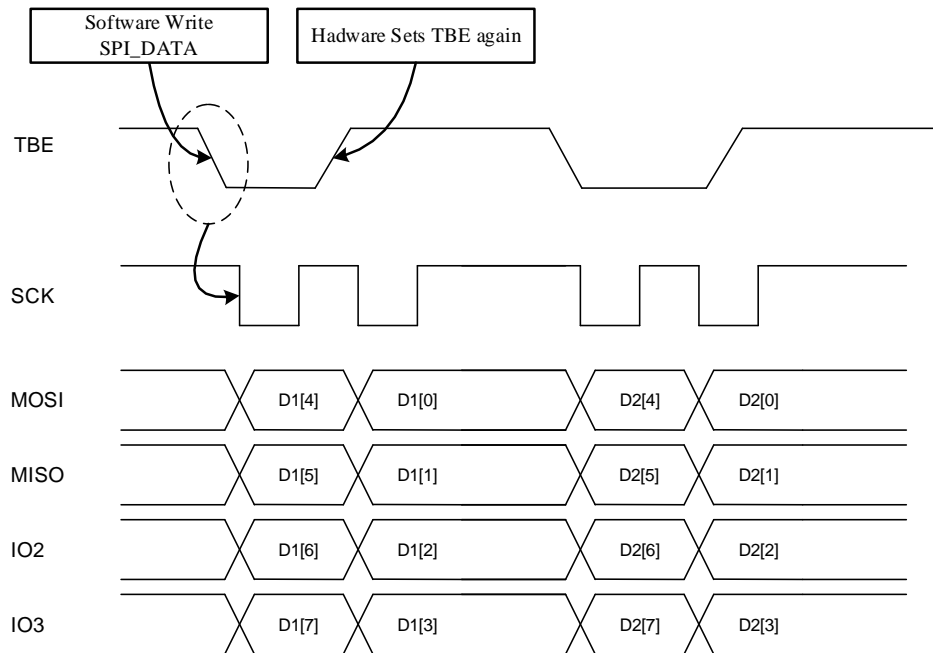 Software Write
SPI_DATA
Hadware Sets TBE again
TBE
SCK
MOSI D1[4] D1[0] D2[4] D2[0]
MISO D1[5] D1[1] D2[5] D2[1]
IO2 D1[6] D1[2] D2[6] D2[2]
IO3 D1[7] D1[3] D2[7] D2[3]